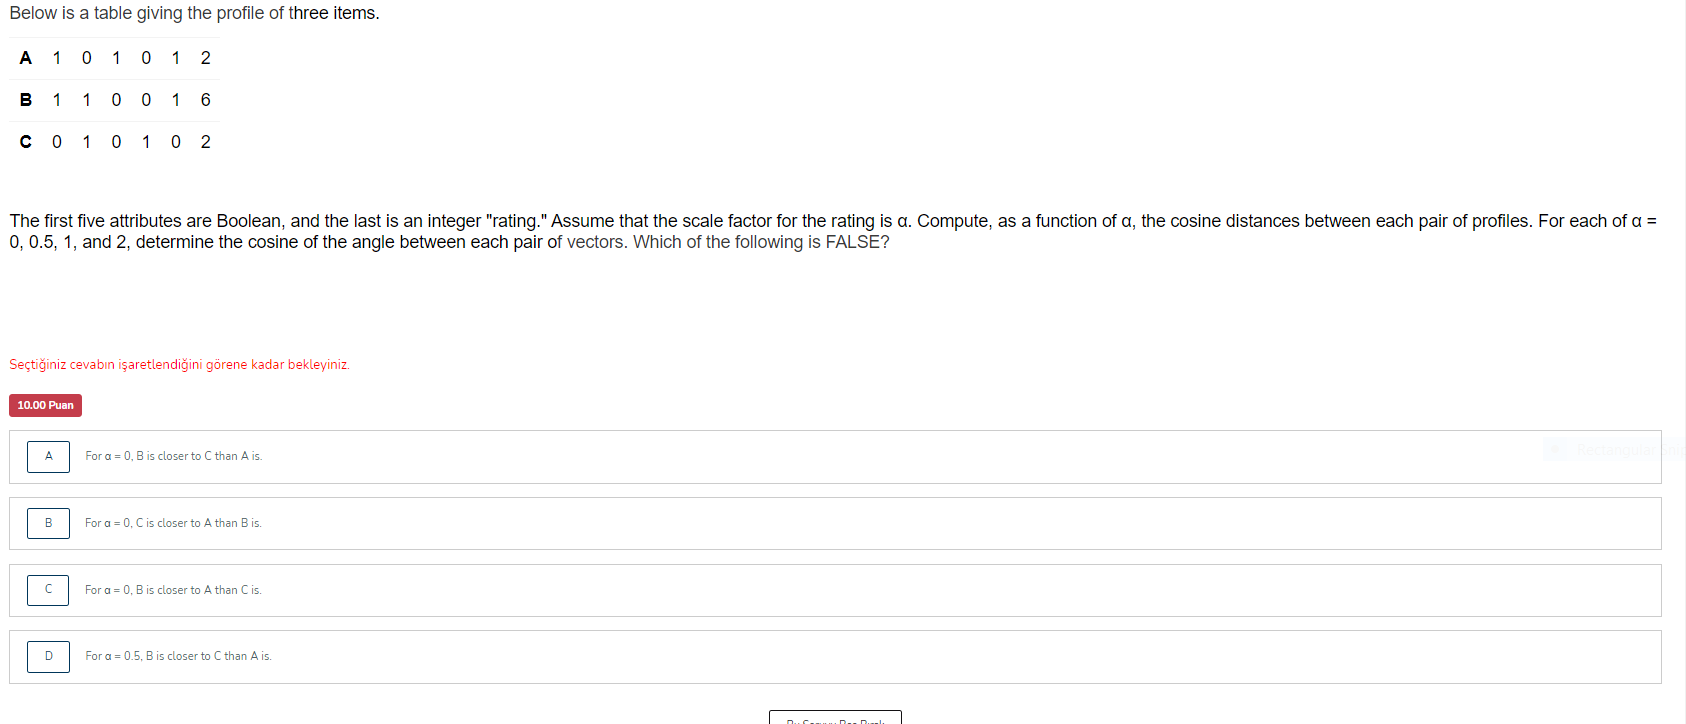 Below is a table giving the profile of three items.
A 1 0 1 0 1 2
B 1 1 0 0 1 6
C 0 1 0 1 0 2
The first five attributes are Boolean, and the last is an integer "rating." Assume that the scale factor for the rating is α. Compute, as a function of α, the cosine distances between each pair of profiles. For each of α =
0, 0.5, 1, and 2, determine the cosine of the angle between each pair of vectors. Which of the following is FALSE?
Seçtiğiniz cevabın işaretlendiğini görene kadar bekleyiniz.
10.00 Puan
A For α = 0, B is closer to C than A is.
Rectangular Snip
B For α = 0, C is closer to A than B is.
C For α = 0, B is closer to A than C is.
D For α = 0.5, B is closer to C than A is.